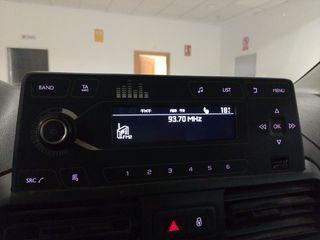 BAND
TA
LIST
MENU
93.70 MHz
OK
SRC
1 2 3 4 5 6